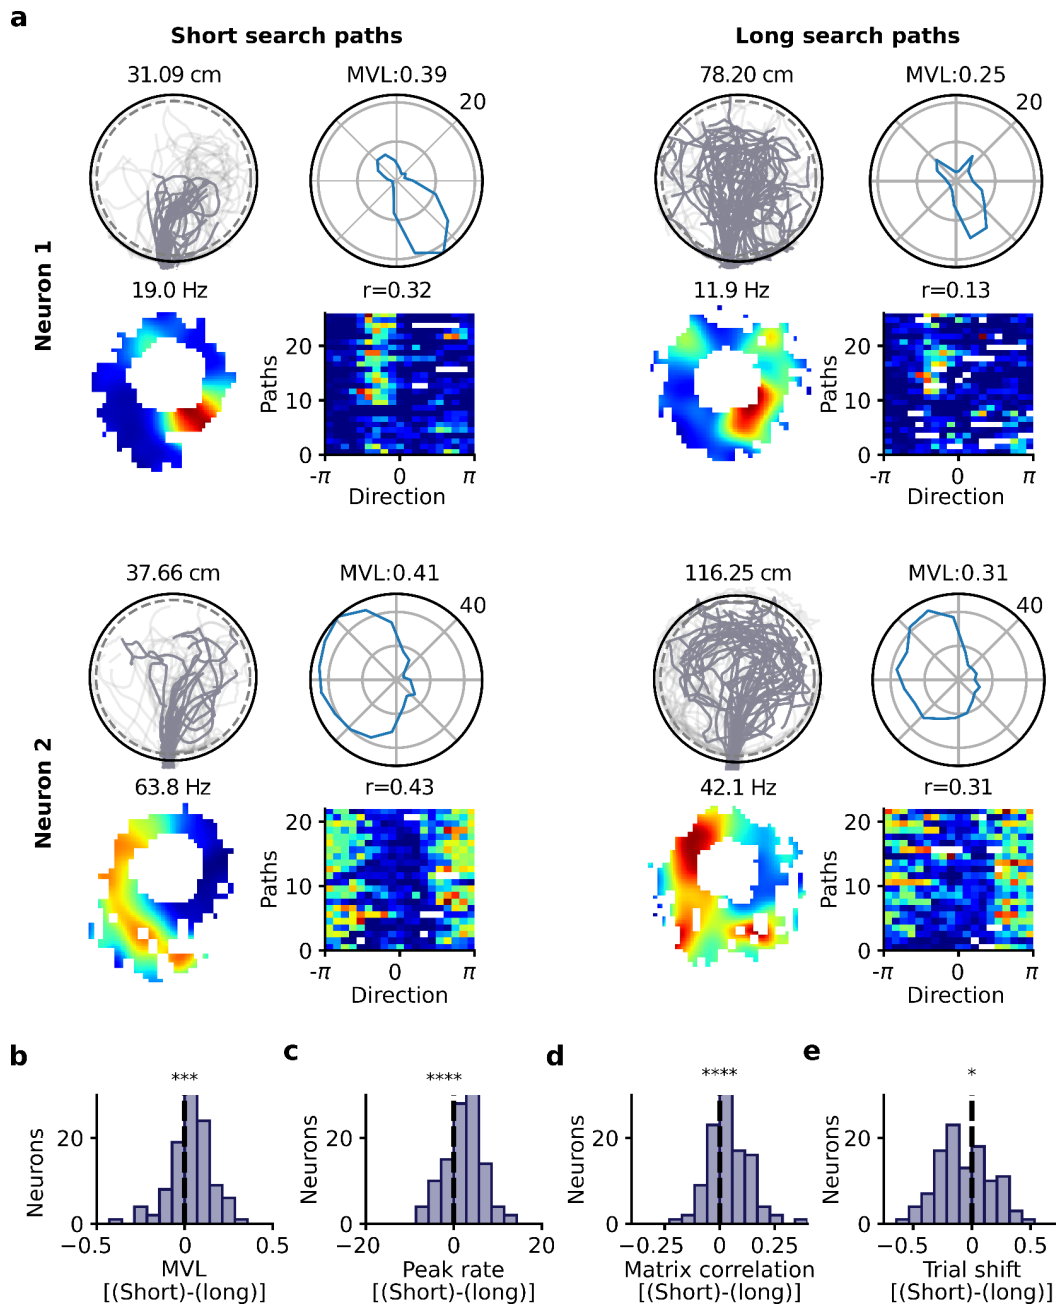 a
Short search paths
Long search paths
Neuron 1
31.09 cm
MVL:0.39
20
78.20 cm
MVL:0.25
20
19.0 Hz
r=0.32
11.9 Hz
r=0.13
Paths
20
10
0
-π 0 π
Direction
Paths
20
10
0
-π 0 π
Direction
Neuron 2
37.66 cm
MVL:0.41
40
116.25 cm
MVL:0.31
40
63.8 Hz
r=0.43
42.1 Hz
r=0.31
Paths
20
10
0
-π 0 π
Direction
Paths
20
10
0
-π 0 π
Direction
b
***
Neurons
20
0
−0.5 0 0.5
MVL
[(Short)-(long)]
c
****
Neurons
20
0
−20 0 20
Peak rate
[(Short)-(long)]
d
****
Neurons
20
0
−0.25 0 0.25
Matrix correlation
[(Short)-(long)]
e
*
Neurons
20
0
−0.5 0 0.5
Trial shift
[(Short)-(long)]